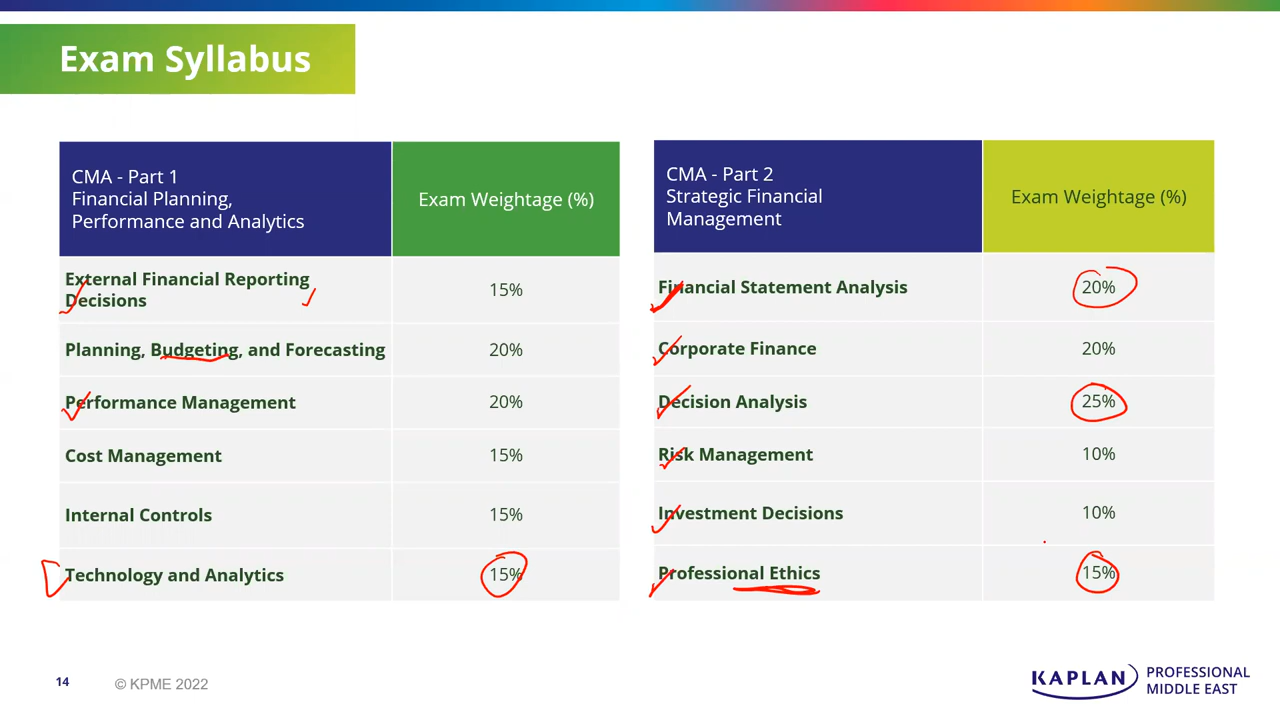 Exam Syllabus
CMA - Part 1
Financial Planning,
Performance and Analytics
Exam Weightage (%)
External Financial Reporting
Decisions
15%
Planning, Budgeting, and Forecasting
20%
Performance Management
20%
Cost Management
15%
Internal Controls
15%
Technology and Analytics
15%
CMA - Part 2
Strategic Financial
Management
Exam Weightage (%)
Financial Statement Analysis
20%
Corporate Finance
20%
Decision Analysis
25%
Risk Management
10%
Investment Decisions
10%
Professional Ethics
15%
14
© KPME 2022
KAPLAN
PROFESSIONAL
MIDDLE EAST